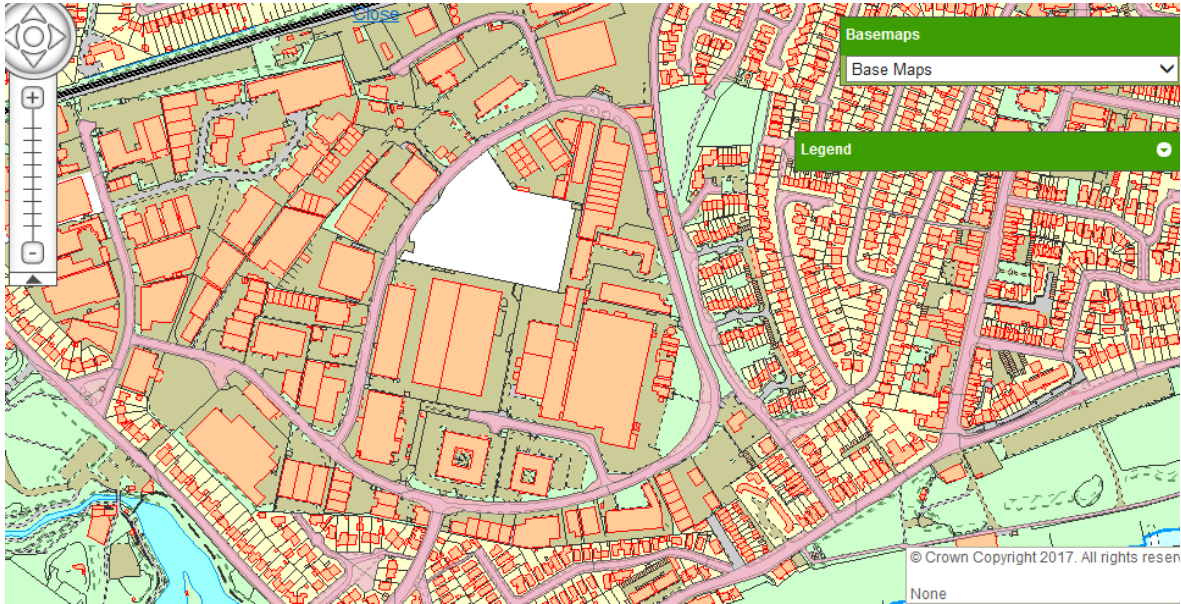 Close
Basemaps
Base Maps
Legend
© Crown Copyright 2017. All rights reserv
None